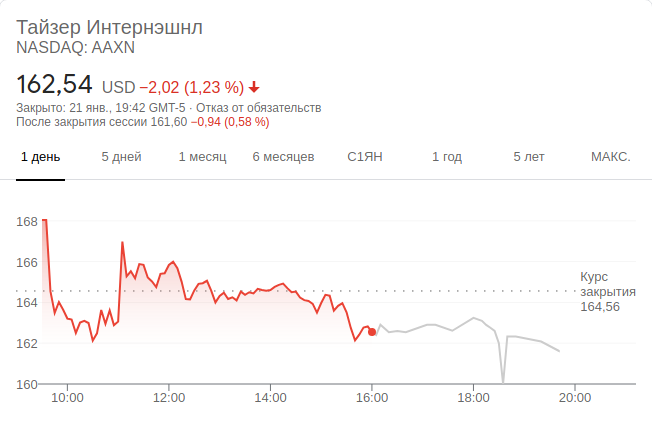 Тайзер Интернэшнл
NASDAQ: AAXN
162,54 USD −2,02 (1,23 %)
Закрыто: 21 янв., 19:42 GMT-5 · Отказ от обязательств
После закрытия сессии 161,60 −0,94 (0,58 %)
1 день 5 дней 1 месяц 6 месяцев С1ЯН 1 год 5 лет МАКС.
168
166
164
162
160
Курс
закрытия
164,56
10:00 12:00 14:00 16:00 18:00 20:00